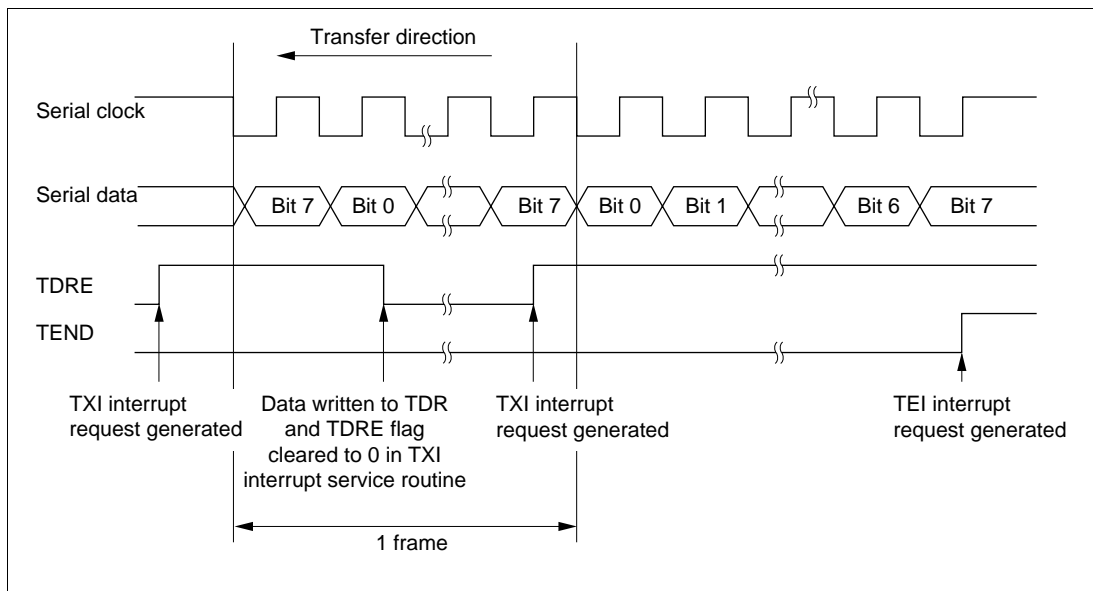 Transfer direction
Serial clock
Serial data
Bit 7
Bit 0
Bit 7
Bit 0
Bit 1
Bit 6
Bit 7
TDRE
TEND
TXI interrupt
request generated
Data written to TDR
and TDRE flag
cleared to 0 in TXI
interrupt service routine
TXI interrupt
request generated
TEI interrupt
request generated
1 frame